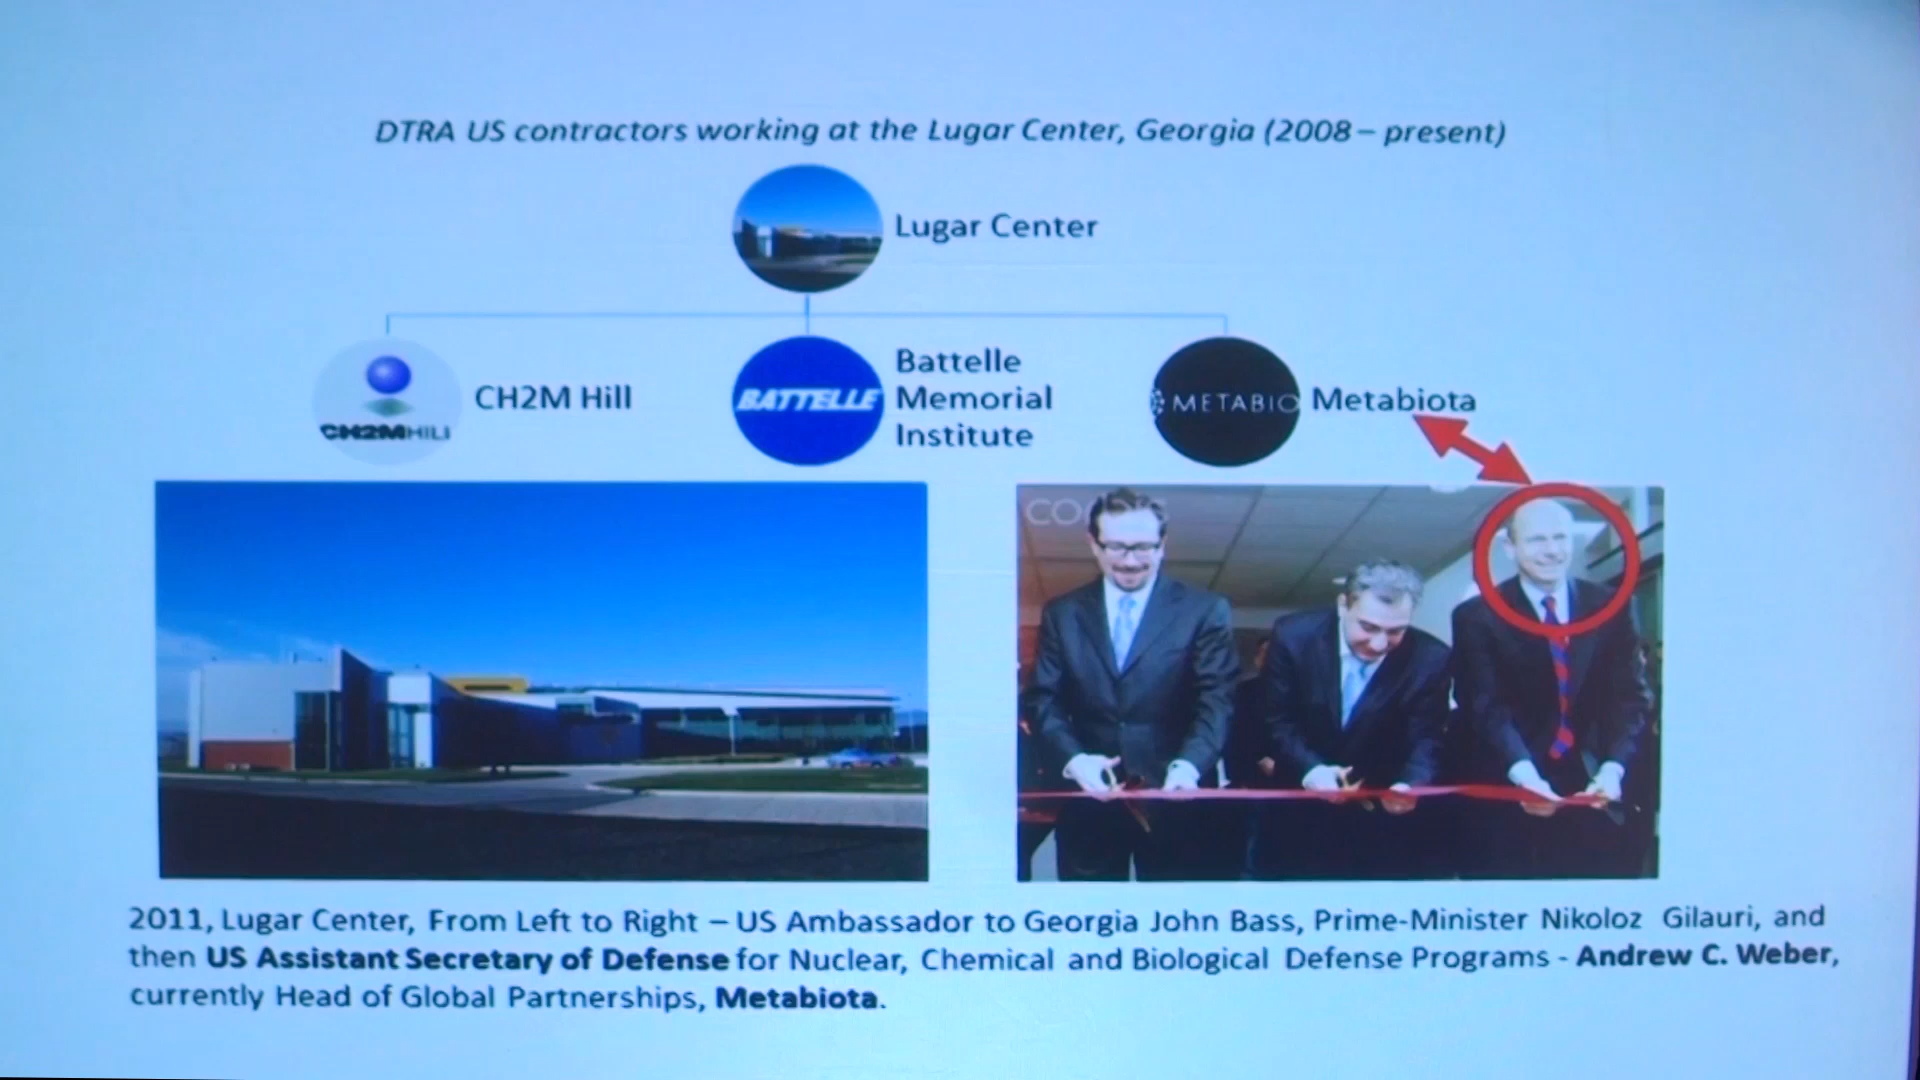 DTRA US contractors working at the Lugar Center, Georgia (2008 – present)
Lugar Center
CH2MHILL
CH2M Hill
BATTELLE
Battelle
Memorial
Institute
METABIO
Metabiota
2011, Lugar Center, From Left to Right – US Ambassador to Georgia John Bass, Prime-Minister Nikoloz Gilauri, and
then US Assistant Secretary of Defense for Nuclear, Chemical and Biological Defense Programs - Andrew C. Weber,
currently Head of Global Partnerships, Metabiota.